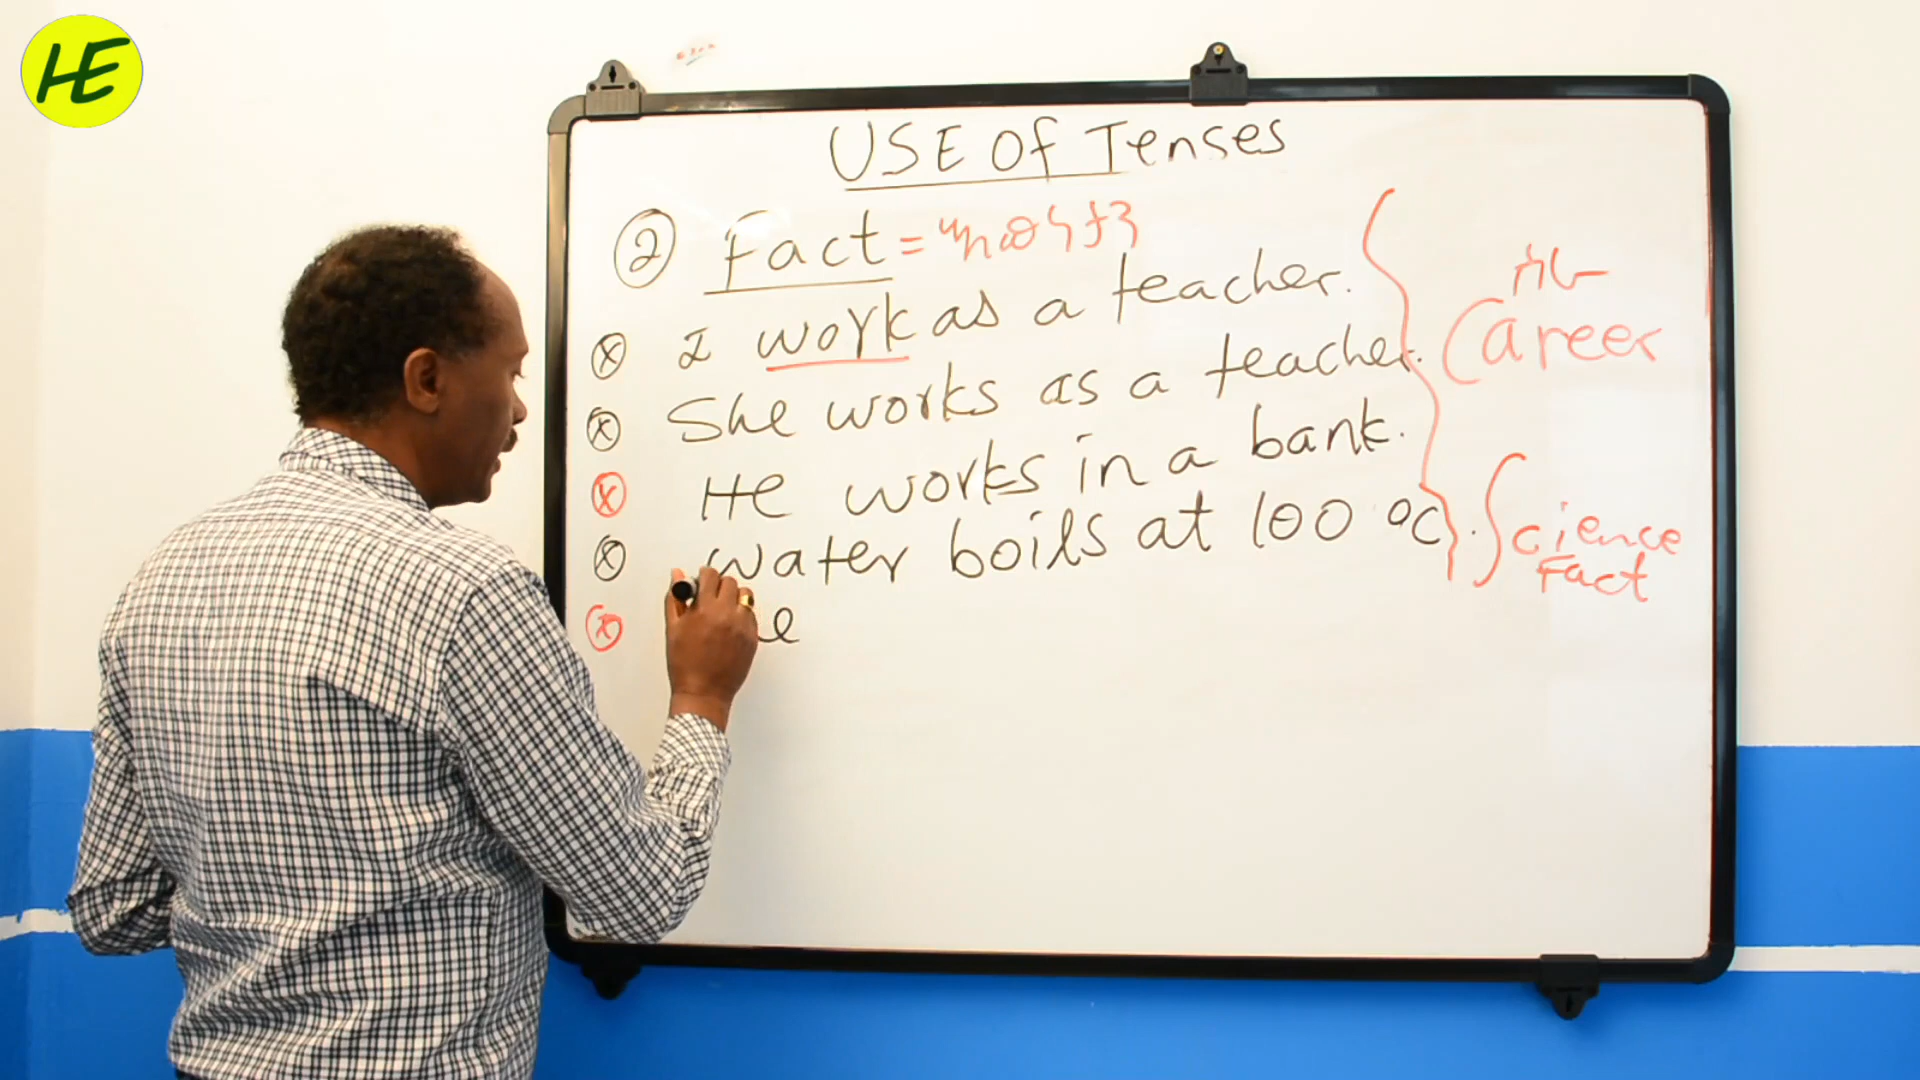 HE
USE Of Tenses
② Fact =
ⓧ I work as a teacher.
ⓧ She works as a teacher.
ⓧ He works in a bank.
ⓧ water boils at 100 °C.
ⓧ
Career
Science
Fact